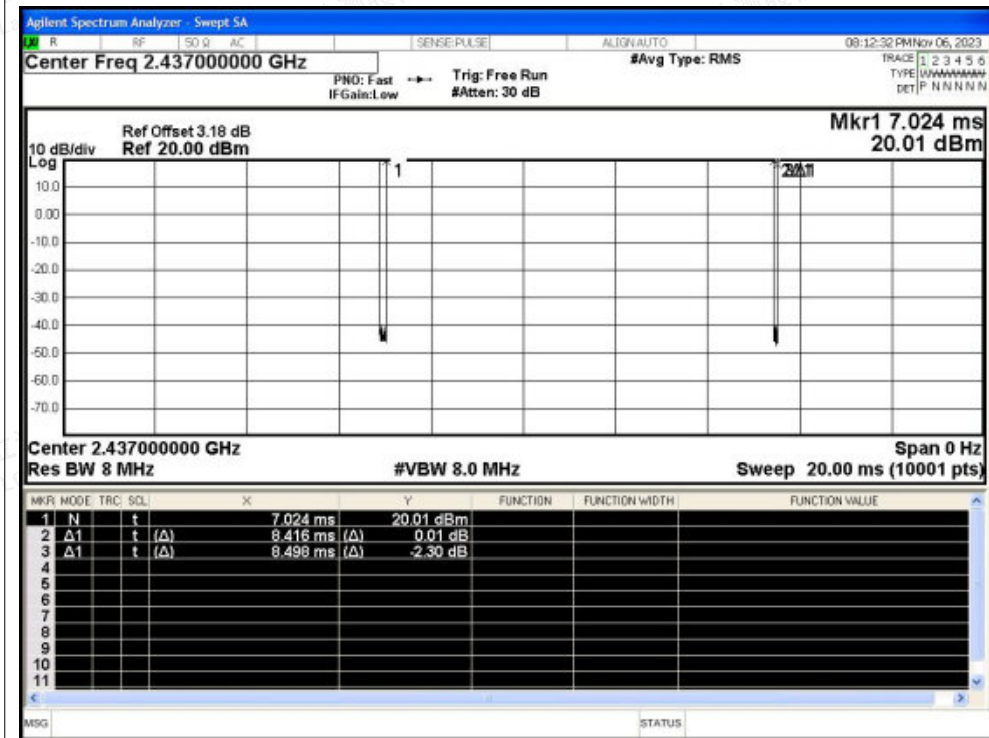 Agilent Spectrum Analyzer - Swept SA
R RF 50 Ω AC SENSE:PULSE ALIGNAUTO 08:12:32 PM Nov 06, 2023
Center Freq 2.437000000 GHz #Avg Type: RMS TRACE 1 2 3 4 5 6
PNO: Fast Trig: Free Run TYPE
IFGain:Low #Atten: 30 dB DET P N N N N N
Mkr1 7.024 ms
Ref Offset 3.18 dB
10 dB/div Ref 20.00 dBm 20.01 dBm
Log
1
10.0
0.00
-10.0
-20.0
-30.0
-40.0
-50.0
-60.0
-70.0
Center 2.437000000 GHz Span 0 Hz
Res BW 8 MHz #VBW 8.0 MHz Sweep 20.00 ms (10001 pts)
MKR MODE TRC SCL X Y FUNCTION FUNCTION WIDTH FUNCTION VALUE
1 N t 7.024 ms 20.01 dBm
2 Δ1 t (Δ) 8.416 ms (Δ) 0.01 dB
3 Δ1 t (Δ) 8.498 ms (Δ) -2.30 dB
4
5
6
7
8
9
10
11
MSG STATUS